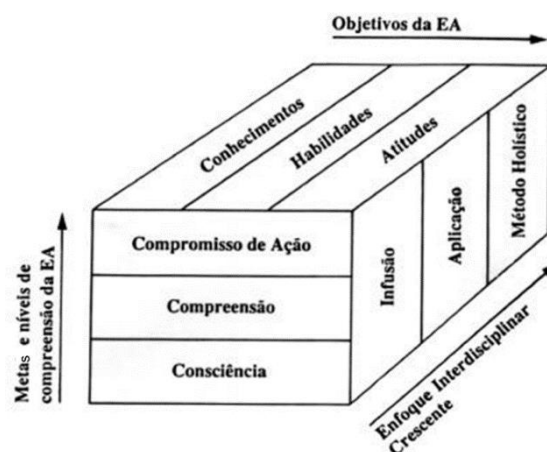 Objetivos da EA
Conhecimentos
Habilidades
Atitudes
Método Holístico
Aplicação
Infusão
Compromisso de Ação
Compreensão
Consciência
Metas e níveis de
compreensão da EA
Enfoque Interdisciplinar
Crescente